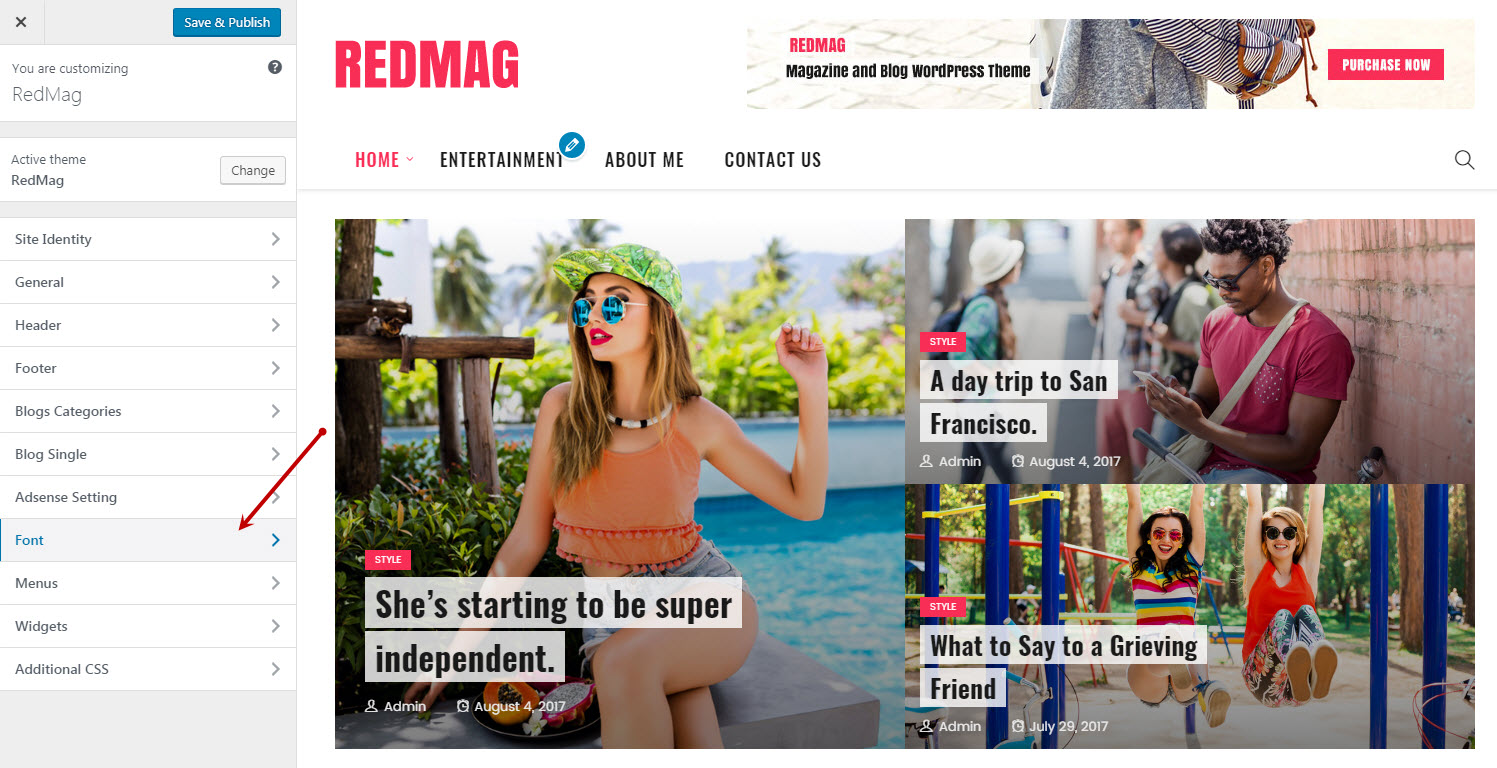 Save & Publish
You are customizing
RedMag
Active theme
RedMag
Change
Site Identity
General
Header
Footer
Blogs Categories
Blog Single
Adsense Setting
Font
Menus
Widgets
Additional CSS
REDMAG
REDMAG
Magazine and Blog WordPress Theme
PURCHASE NOW
HOME ENTERTAINMENT ABOUT ME CONTACT US
STYLE
She's starting to be super
independent.
Admin August 4, 2017
STYLE
A day trip to San
Francisco.
Admin August 4, 2017
STYLE
What to Say to a Grieving
Friend
Admin July 29, 2017